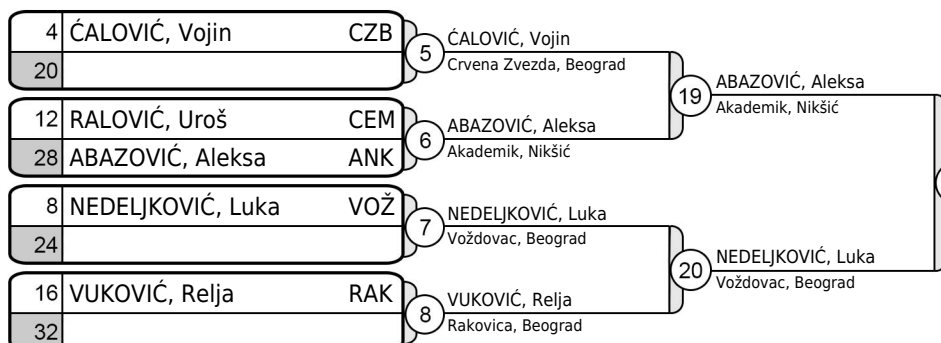 4 ĆALOVIĆ, Vojin CZB
20
5
ĆALOVIĆ, Vojin
Crvena Zvezda, Beograd
12 RALOVIĆ, Uroš CEM
28 ABAZOVIĆ, Aleksa ANK
6
ABAZOVIĆ, Aleksa
Akademik, Nikšić
19
ABAZOVIĆ, Aleksa
Akademik, Nikšić
8 NEDELJKOVIĆ, Luka VOŽ
24
7
NEDELJKOVIĆ, Luka
Voždovac, Beograd
16 VUKOVIĆ, Relja RAK
32
8
VUKOVIĆ, Relja
Rakovica, Beograd
20
NEDELJKOVIĆ, Luka
Voždovac, Beograd